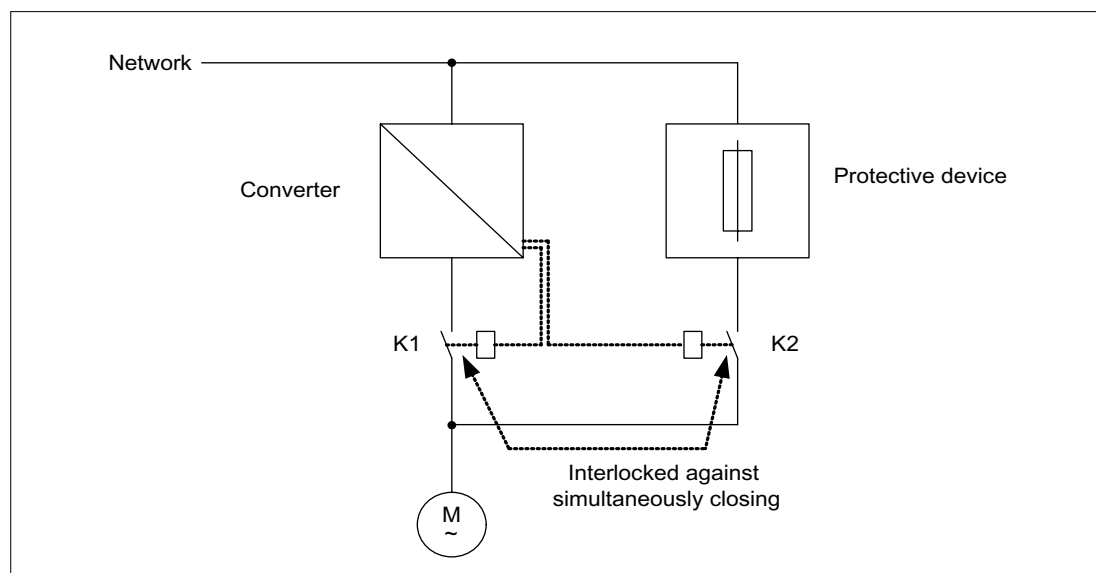 Network
Converter
Protective device
K1
K2
Interlocked against
simultaneously closing
M
~